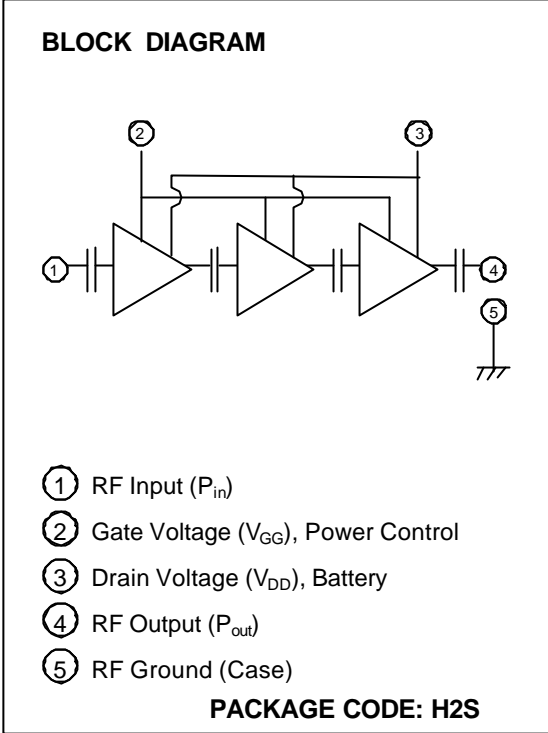 BLOCK DIAGRAM
2 3
1 4
5
1 RF Input (Pin)
2 Gate Voltage (VGG), Power Control
3 Drain Voltage (VDD), Battery
4 RF Output (Pout)
5 RF Ground (Case)
PACKAGE CODE: H2S